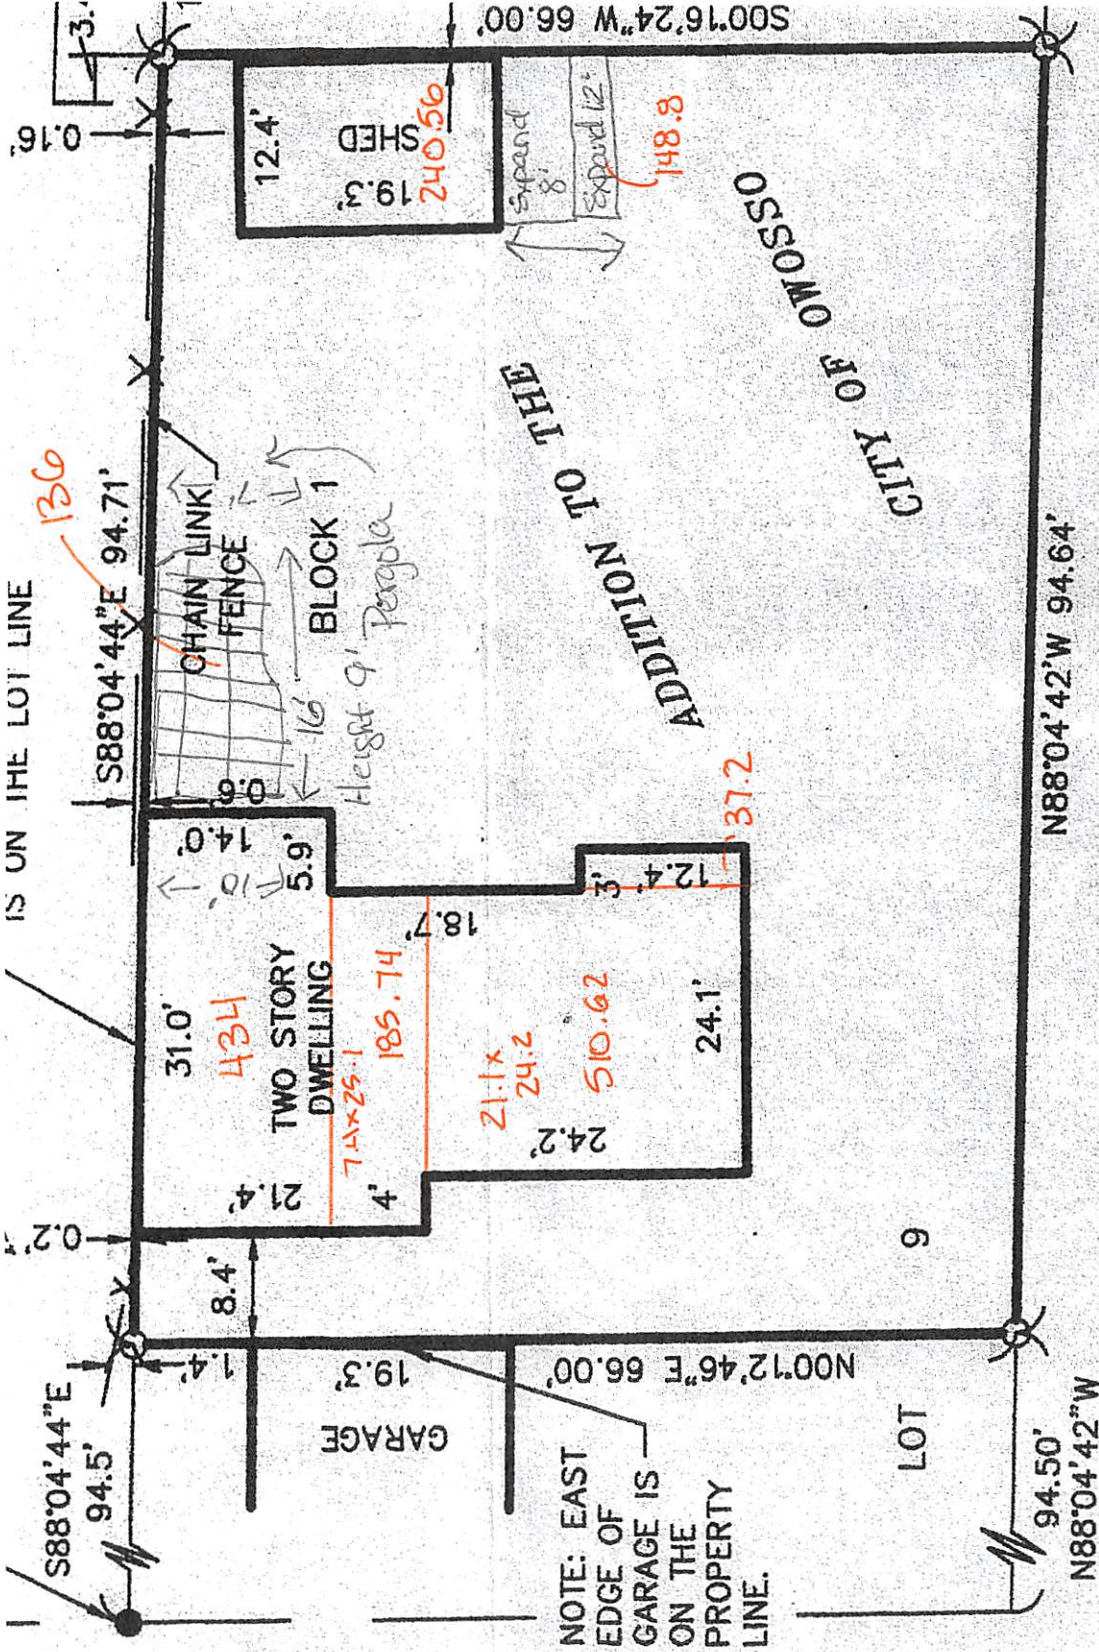 IS ON THE LOT LINE
S88°04'44"E
94.5'
1.4'
0.2'
S88°04'44"E 94.71'
136
0.16'
3.
1
8.4'
31.0'
434
21.4'
TWO STORY
DWELLING
7.4x25.1
185.74
4'
10'
14.0'
5.9'
0.6
CHAIN LINK
FENCE
7'
16'
BLOCK 1
Height 9' Pergola
12.4'
19.3'
SHED
240.56
Expand
8'
Expand 12'
148.8
S00°16'24"W 66.00'
GARAGE
19.3'
NOTE: EAST
EDGE OF
GARAGE IS
ON THE
PROPERTY
LINE.
N00°12'46"E 66.00'
24.2'
21.1x
24.2
510.62
18.7'
3'
12.4'
37.2
24.1'
ADDITION TO THE
CITY OF OWOSSO
LOT
9
94.50'
N88°04'42"W
N88°04'42'W 94.64'